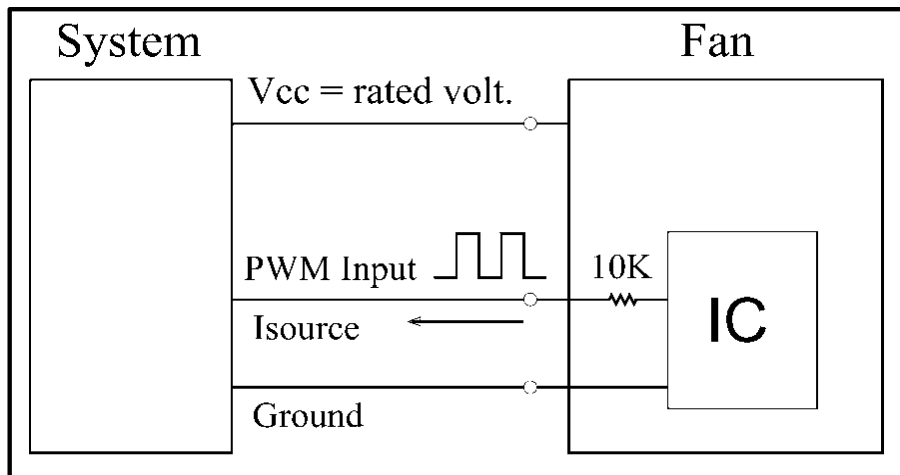 System
Fan
Vcc = rated volt.
PWM Input
10K
IC
Isource
Ground